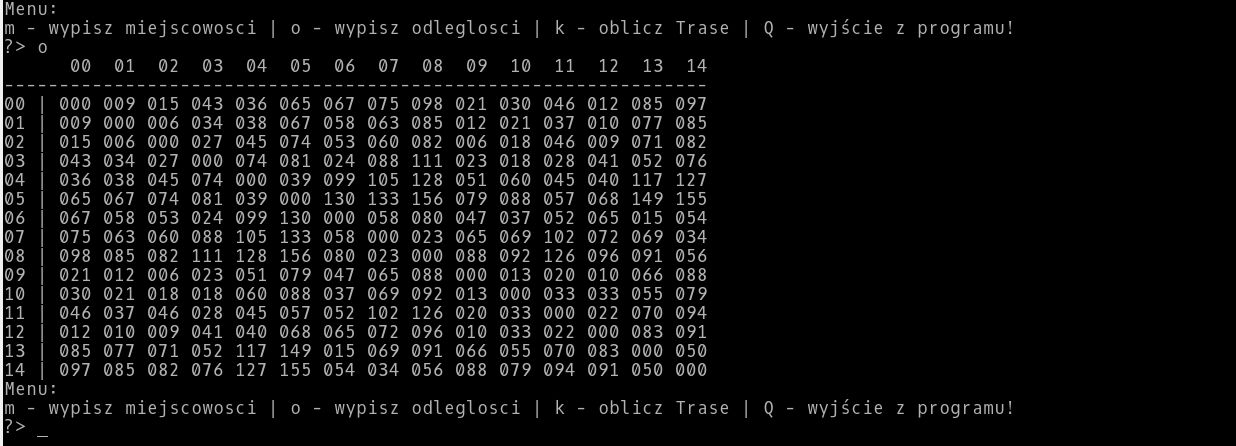 Menu:
m - wypisz miejscowosci | o - wypisz odleglosci | k - oblicz Trase | Q - wyjście z programu!
?> o
      00  01  02  03  04  05  06  07  08  09  10  11  12  13  14
----------------------------------------------------------------
00 | 000 009 015 043 036 065 067 075 098 021 030 046 012 085 097
01 | 009 000 006 034 038 067 058 063 085 012 021 037 010 077 085
02 | 015 006 000 027 045 074 053 060 082 006 018 046 009 071 082
03 | 043 034 027 000 074 081 024 088 111 023 018 028 041 052 076
04 | 036 038 045 074 000 039 099 105 128 051 060 045 040 117 127
05 | 065 067 074 081 039 000 130 133 156 079 088 057 068 149 155
06 | 067 058 053 024 099 130 000 058 080 047 037 052 065 015 054
07 | 075 063 060 088 105 133 058 000 023 065 069 102 072 069 034
08 | 098 085 082 111 128 156 080 023 000 088 092 126 096 091 056
09 | 021 012 006 023 051 079 047 065 088 000 013 020 010 066 088
10 | 030 021 018 018 060 088 037 069 092 013 000 033 033 055 079
11 | 046 037 046 028 045 057 052 102 126 020 033 000 022 070 094
12 | 012 010 009 041 040 068 065 072 096 010 033 022 000 083 091
13 | 085 077 071 052 117 149 015 069 091 066 055 070 083 000 050
14 | 097 085 082 076 127 155 054 034 056 088 079 094 091 050 000
Menu:
m - wypisz miejscowosci | o - wypisz odleglosci | k - oblicz Trase | Q - wyjście z programu!
?> _